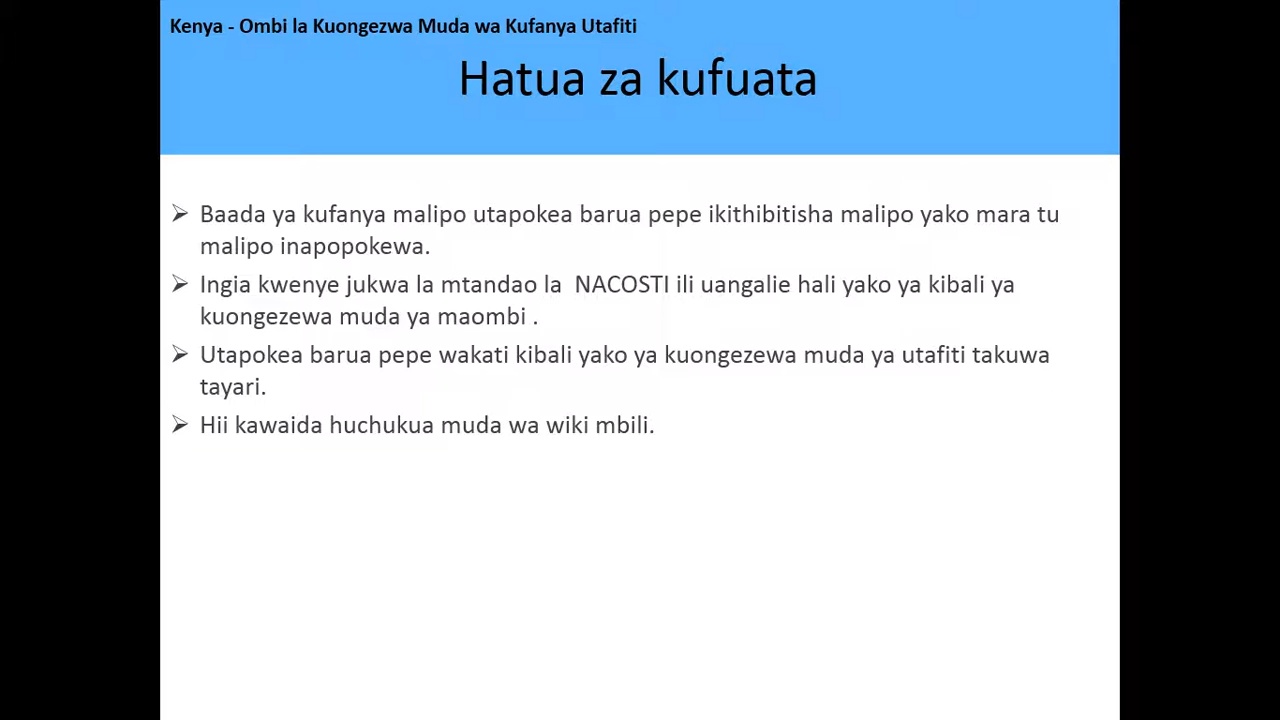 Kenya - Ombi la Kuongezwa Muda wa Kufanya Utafiti
Hatua za kufuata
➢ Baada ya kufanya malipo utapokea barua pepe ikithibitisha malipo yako mara tu
malipo inapopokewa.
➢ Ingia kwenye jukwa la mtandao la  NACOSTI ili uangalie hali yako ya kibali ya
kuongezewa muda ya maombi .
➢ Utapokea barua pepe wakati kibali yako ya kuongezewa muda ya utafiti takuwa
tayari.
➢ Hii kawaida huchukua muda wa wiki mbili.